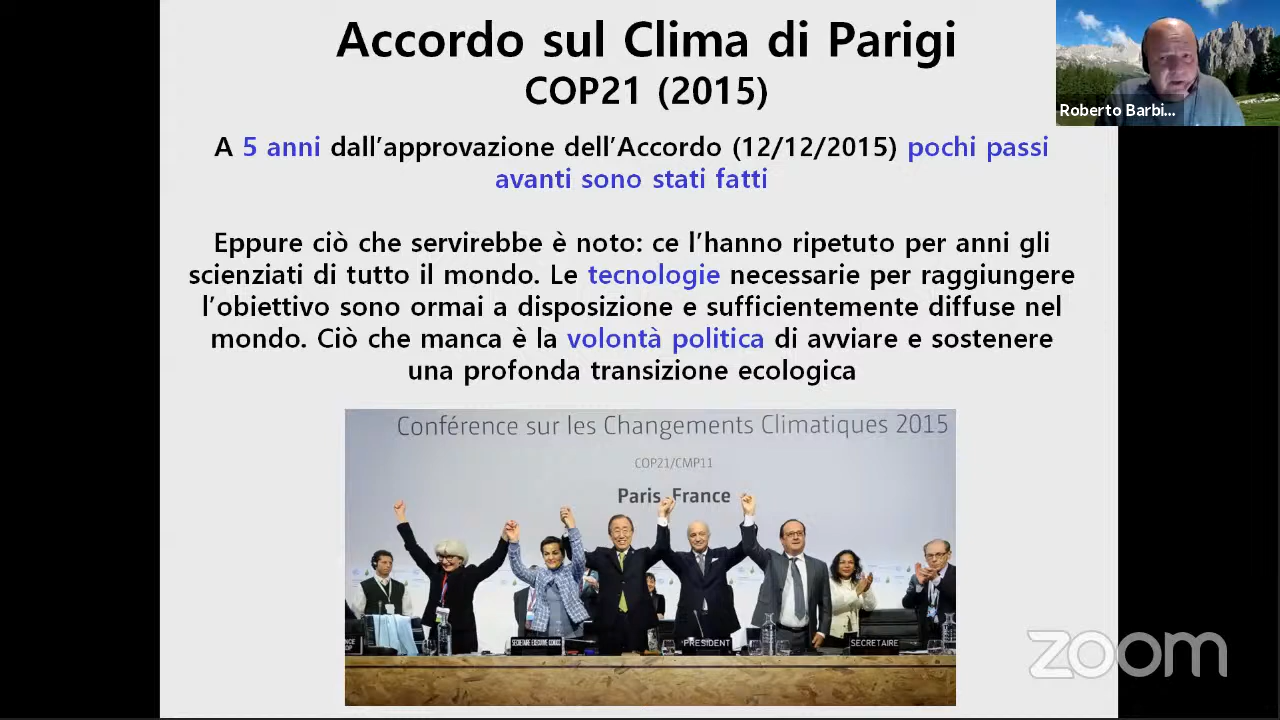 Accordo sul Clima di Parigi
COP21 (2015)
Roberto Barbi...
A 5 anni dall'approvazione dell'Accordo (12/12/2015) pochi passi
avanti sono stati fatti
Eppure ciò che servirebbe è noto: ce l'hanno ripetuto per anni gli
scienziati di tutto il mondo. Le tecnologie necessarie per raggiungere
l'obiettivo sono ormai a disposizione e sufficientemente diffuse nel
mondo. Ciò che manca è la volontà politica di avviare e sostenere
una profonda transizione ecologica
Conférence sur les Changements Climatiques 2015
COP21/CMP11
Paris, France
PRESIDENT
SECRETAIRE
zoom